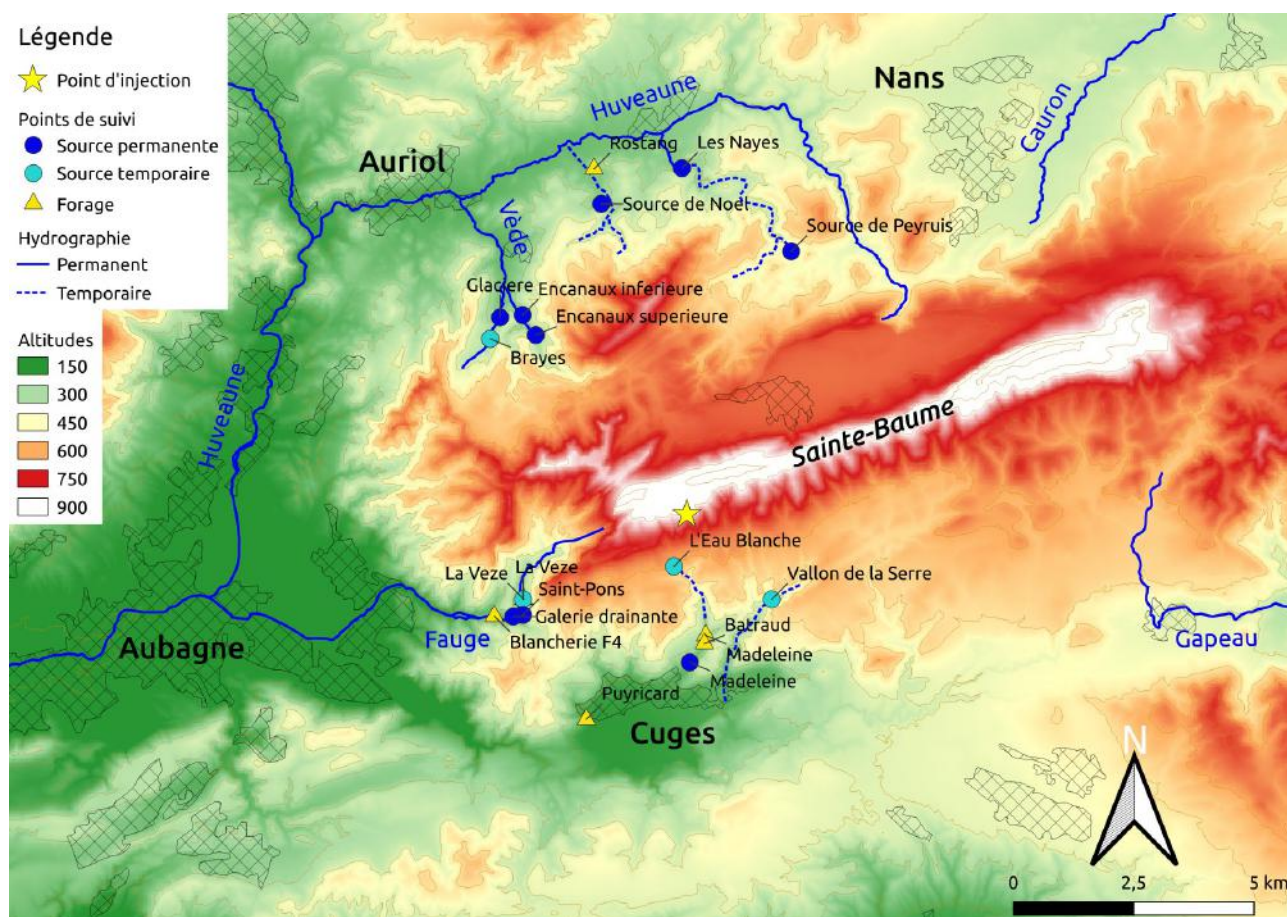 Légende
Point d'injection
Points de suivi
Source permanente
Source temporaire
Forage
Hydrographie
Permanent
Temporaire
Altitudes
150
300
450
600
750
900
Nans
Huveaune
Cauron
Rostang
Les Nayes
Auriol
Source de Noël
Vède
Source de Peyruis
Glaciere
Encanaux inferieure
Encanaux superieure
Brayes
Huveaune
Sainte-Baume
L'Eau Blanche
La Veze
La Veze
Vallon de la Serre
Saint-Pons
Galerie drainante
Batraud
Fauge
Blancherie F4
Aubagne
Gapeau
Madeleine
Madeleine
Puyricard
Cuges
N
0
2,5
5 km